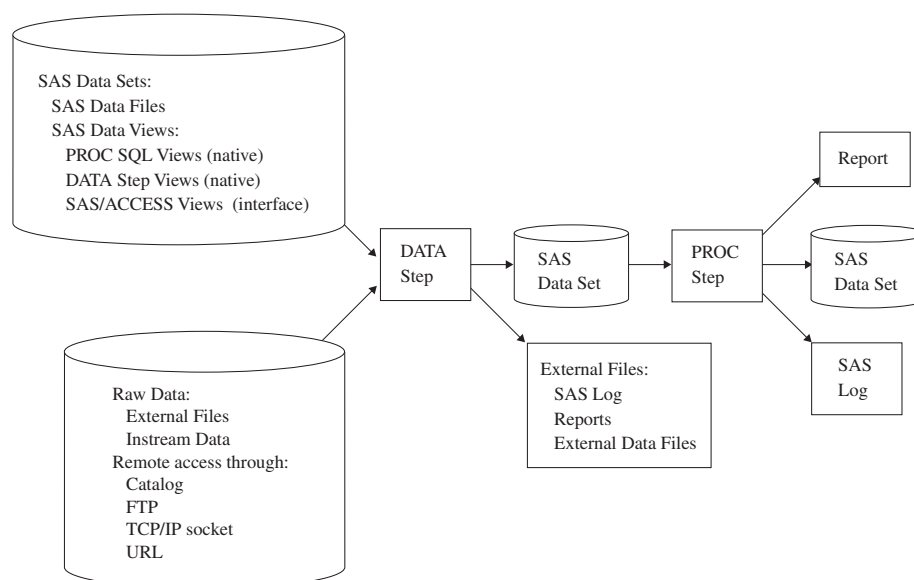 SAS Data Sets:
SAS Data Files
SAS Data Views:
PROC SQL Views (native)
DATA Step Views (native)
SAS/ACCESS Views (interface)
Raw Data:
External Files
Instream Data
Remote access through:
Catalog
FTP
TCP/IP socket
URL
DATA
Step
SAS
Data Set
External Files:
SAS Log
Reports
External Data Files
PROC
Step
Report
SAS
Data Set
SAS
Log